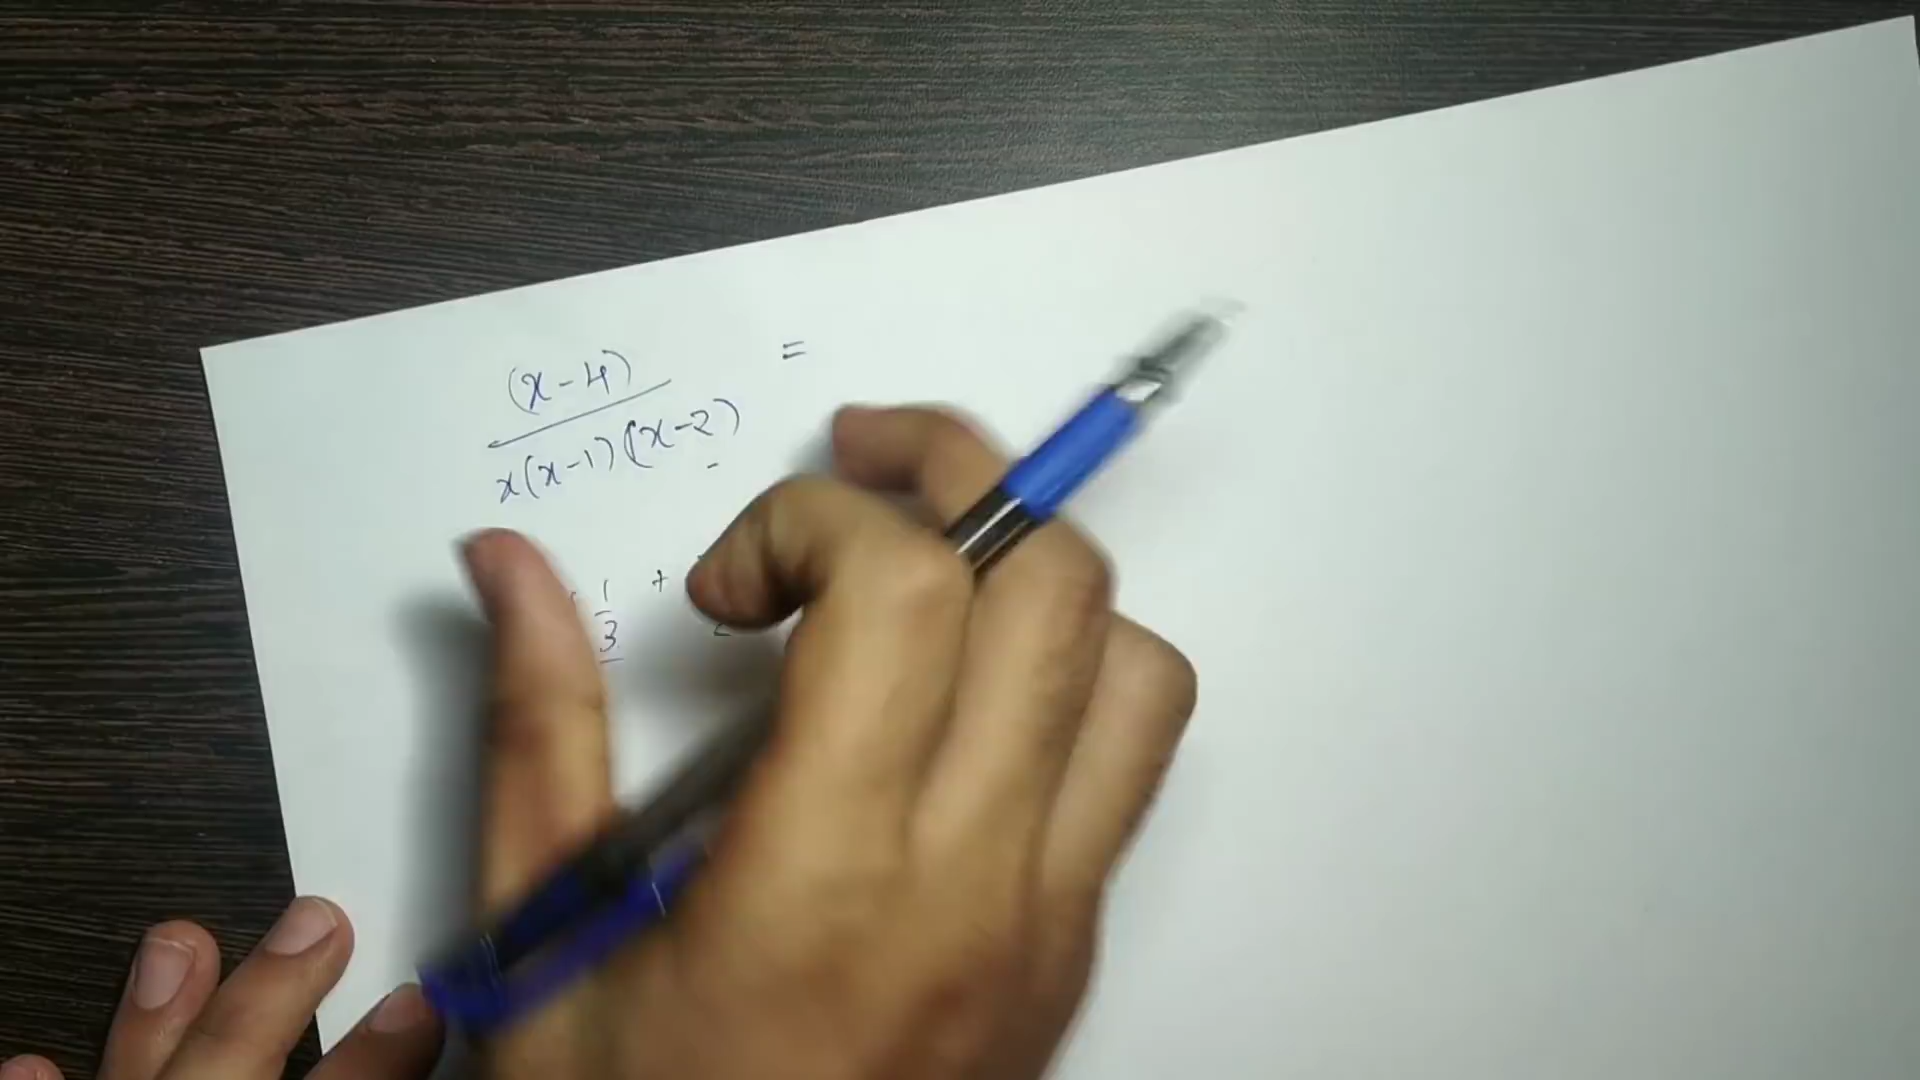 (x-4) =
x(x-1)(x-2)
1 +
3